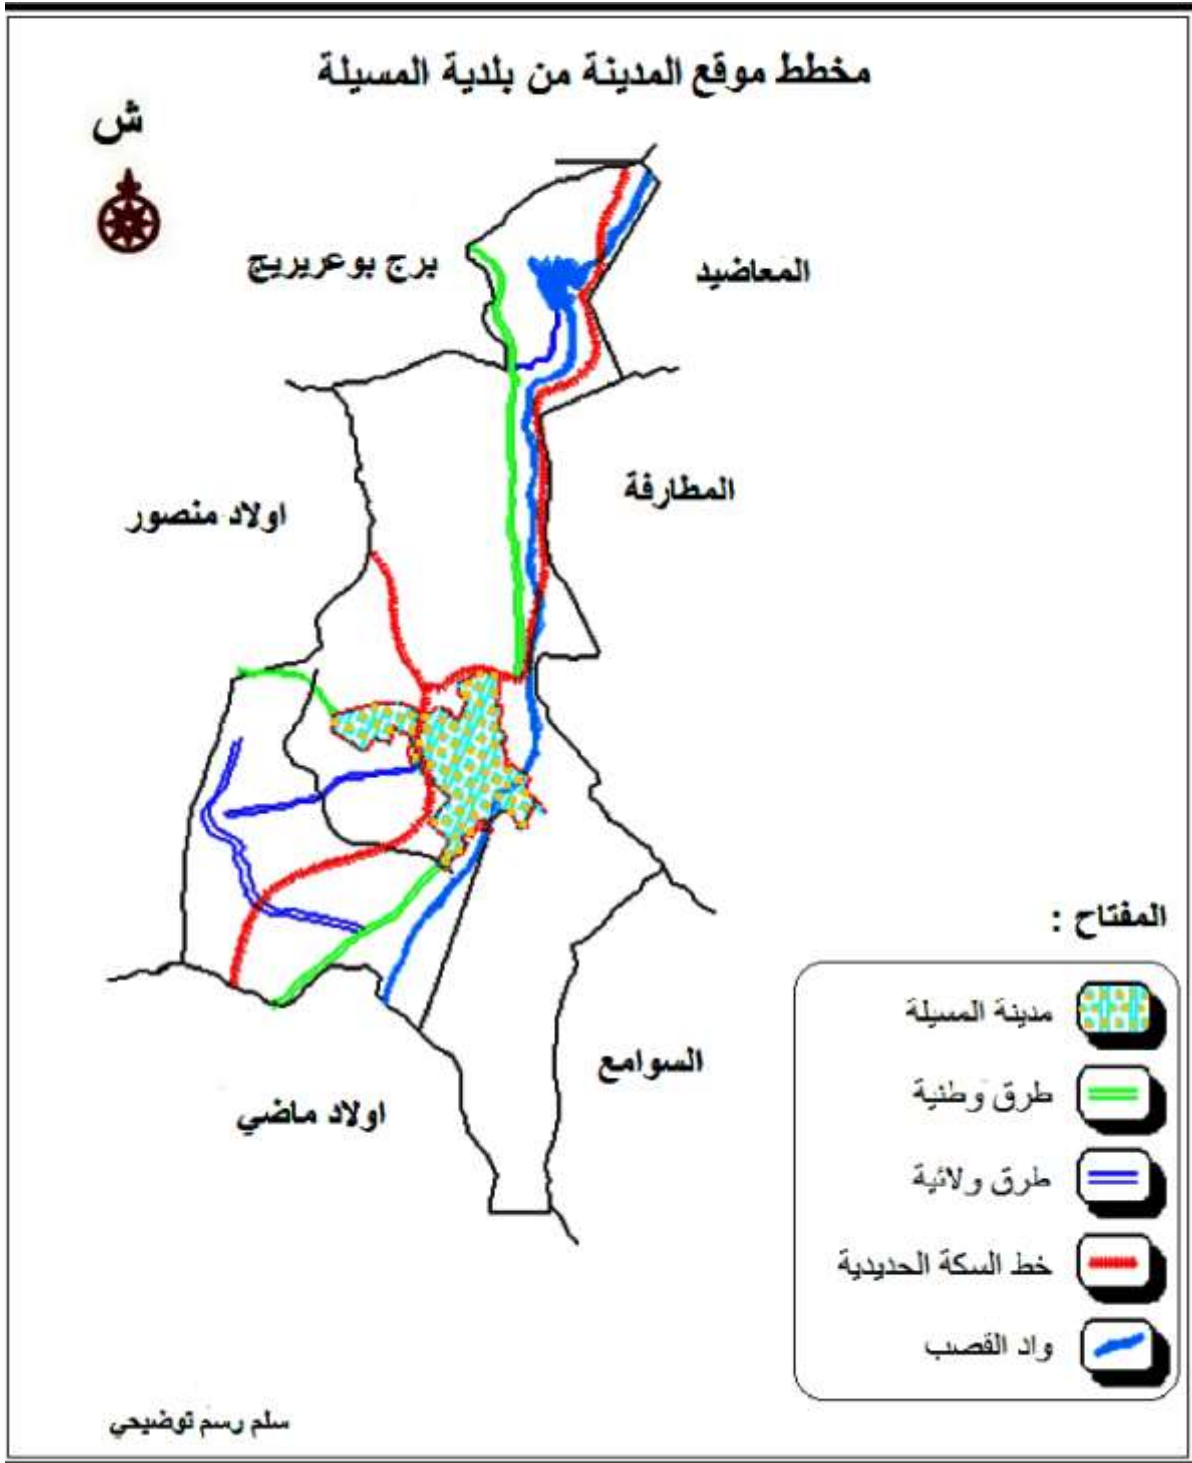 مخطط موقع المدينة من بلدية المسيلة
ش
برج بوعريريج
المعاضيد
المطارفة
اولاد منصور
السوامع
اولاد ماضي
المفتاح :
مدينة المسيلة
طرق وطنية
طرق ولائية
خط السكة الحديدية
واد القصب
سلم رسم توضيحي